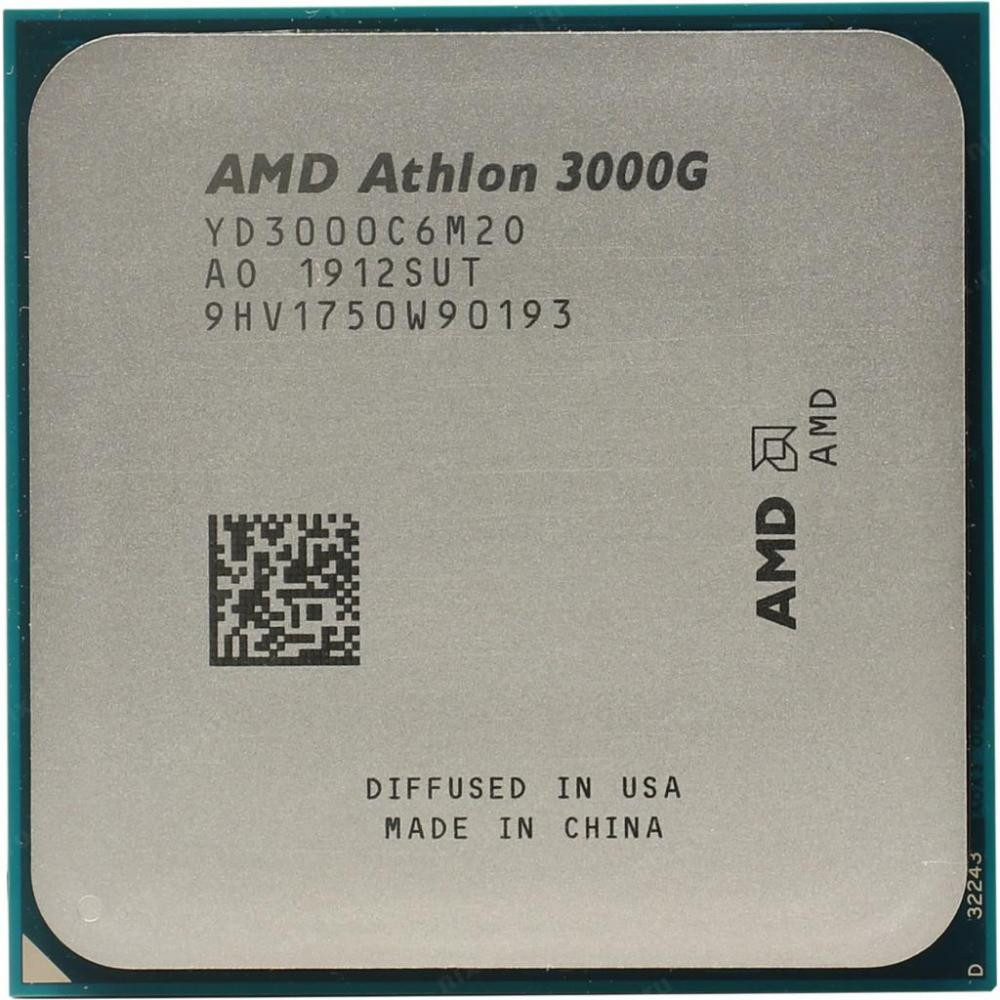 AMD Athlon 3000G
YD3000C6M20
A0 1912SUT
9HV1750W90193
AMD
AMD
DIFFUSED IN USA
MADE IN CHINA
32243
D